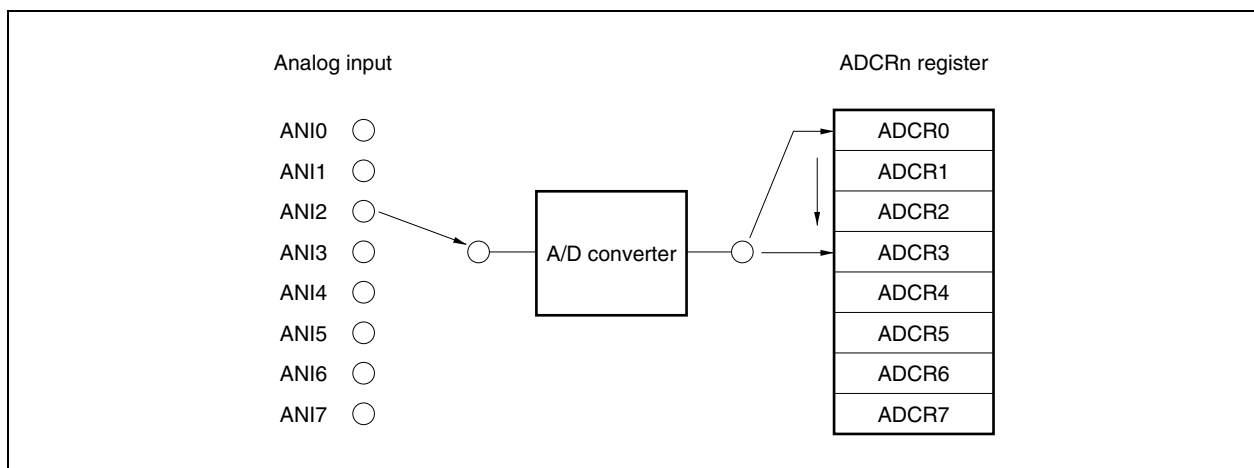 Analog input
ADCRn register
ANI0
ANI1
ANI2
ANI3
ANI4
ANI5
ANI6
ANI7
A/D converter
ADCR0
ADCR1
ADCR2
ADCR3
ADCR4
ADCR5
ADCR6
ADCR7